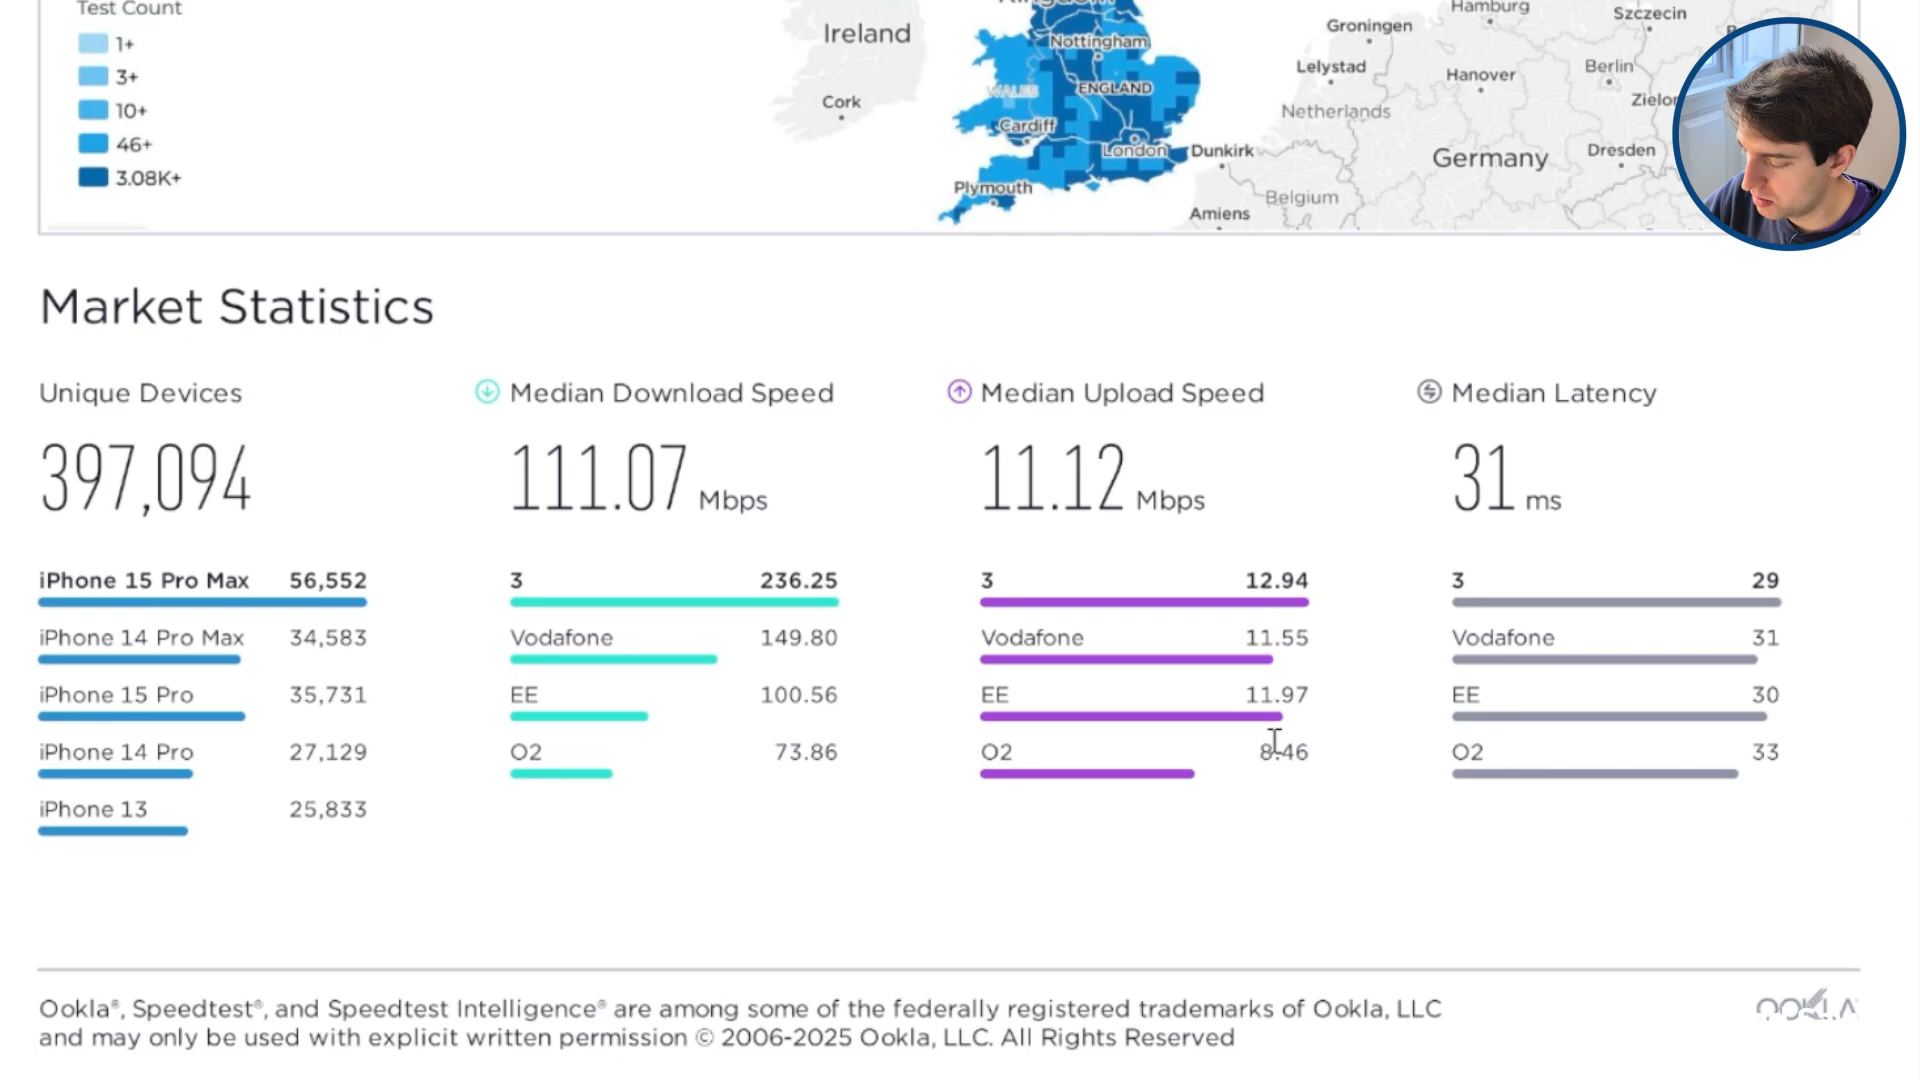 Test Count
1+
3+
10+
46+
3.08K+
Ireland
Cork
Nottingham
WALES
ENGLAND
Cardiff
London
Plymouth
Dunkirk
Amiens
Belgium
Groningen
Lelystad
Netherlands
Hamburg
Hanover
Germany
Szczecin
Berlin
Dresden
Market Statistics
Unique Devices
397,094
iPhone 15 Pro Max 56,552
iPhone 14 Pro Max 34,583
iPhone 15 Pro 35,731
iPhone 14 Pro 27,129
iPhone 13 25,833
Median Download Speed
111.07 Mbps
3 236.25
Vodafone 149.80
EE 100.56
O2 73.86
Median Upload Speed
11.12 Mbps
3 12.94
Vodafone 11.55
EE 11.97
O2 8.46
Median Latency
31 ms
3 29
Vodafone 31
EE 30
O2 33
Ookla®, Speedtest®, and Speedtest Intelligence® are among some of the federally registered trademarks of Ookla, LLC
and may only be used with explicit written permission © 2006-2025 Ookla, LLC. All Rights Reserved
OOKLA